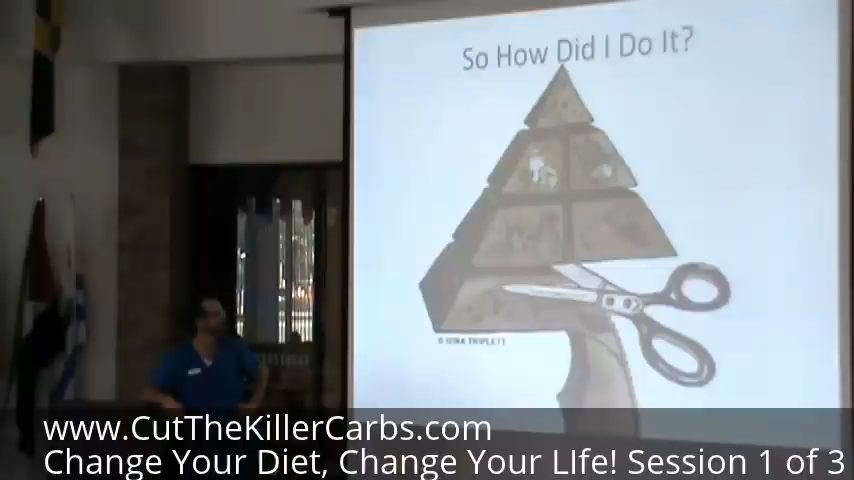 So How Did I Do It?
© GINA TRIPLETT
www.CutTheKillerCarbs.com
Change Your Diet, Change Your LIfe! Session 1 of 3